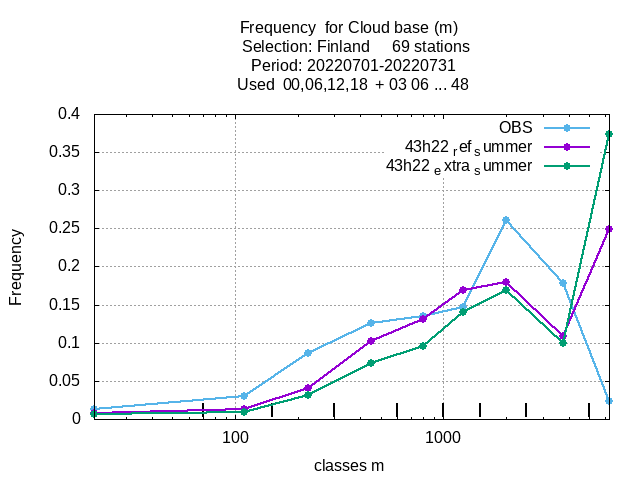 Frequency for Cloud base (m)
Selection: Finland 69 stations
Period: 20220701-20220731
Used 00,06,12,18 + 03 06 ... 48
0.4
0.35
0.3
0.25
0.2
0.15
0.1
0.05
0
Frequency
OBS
43h22 ref summer
43h22 extra summer
100 1000
classes m